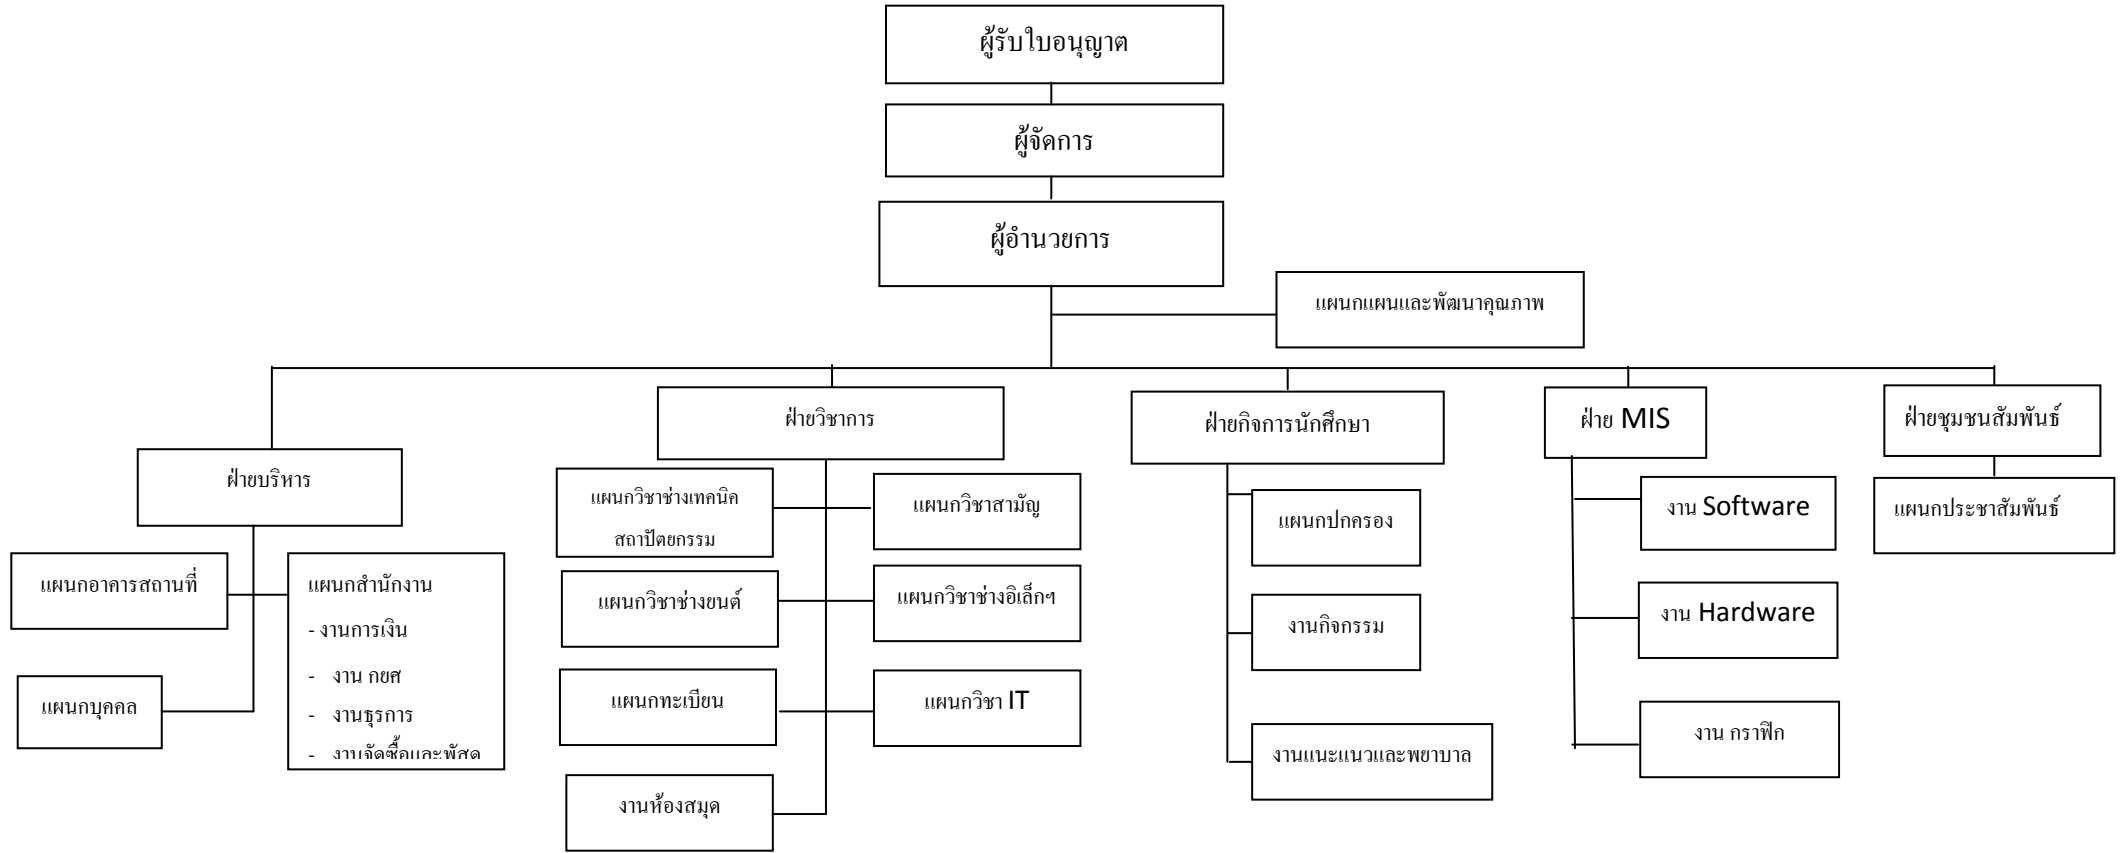 ผู้รับใบอนุญาต
ผู้จัดการ
ผู้อำนวยการ
แผนกแผนและพัฒนาคุณภาพ
ฝ่ายบริหาร
แผนกอาคารสถานที่
แผนกสำนักงาน
- งานการเงิน
- งาน กยศ
- งานธุรการ
- งานจัดซื้อและพัสดุ
แผนกบุคคล
ฝ่ายวิชาการ
แผนกวิชาช่างเทคนิค
สถาปัตยกรรม
แผนกวิชาสามัญ
แผนกวิชาช่างยนต์
แผนกวิชาช่างอิเล็กฯ
แผนกทะเบียน
แผนกวิชา IT
งานห้องสมุด
ฝ่ายกิจการนักศึกษา
แผนกปกครอง
งานกิจกรรม
งานแนะแนวและพยาบาล
ฝ่าย MIS
งาน Software
งาน Hardware
งาน กราฟิก
ฝ่ายชุมชนสัมพันธ์
แผนกประชาสัมพันธ์